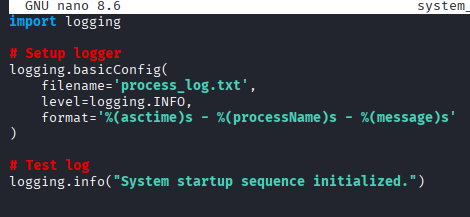 GNU nano 8.6 system_
import logging
# Setup logger
logging.basicConfig(
    filename='process_log.txt',
    level=logging.INFO,
    format='%(asctime)s - %(processName)s - %(message)s'
)
# Test log
logging.info("System startup sequence initialized.")